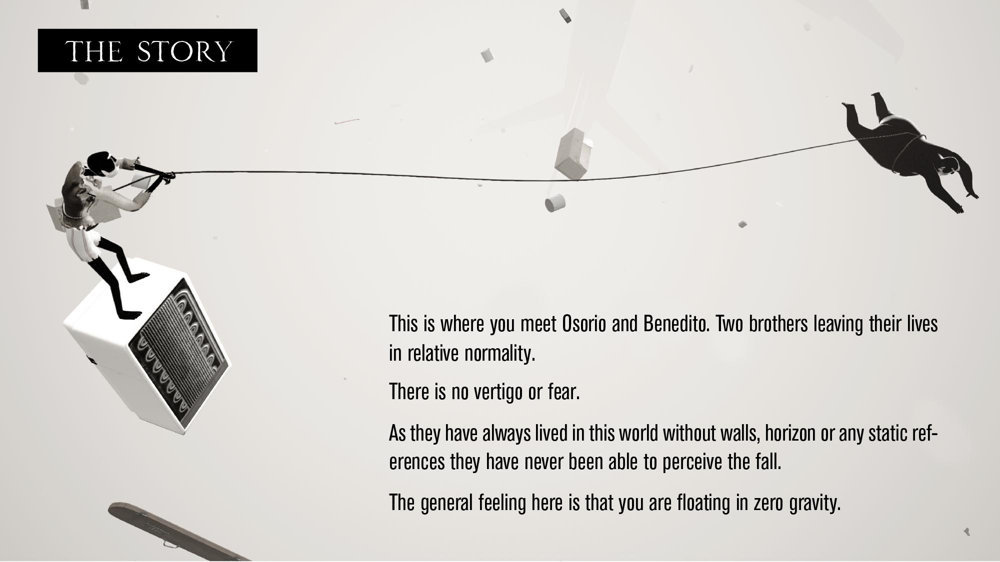 THE STORY
This is where you meet Osorio and Benedito. Two brothers leaving their lives
in relative normality.
There is no vertigo or fear.
As they have always lived in this world without walls, horizon or any static ref-
erences they have never been able to perceive the fall.
The general feeling here is that you are floating in zero gravity.